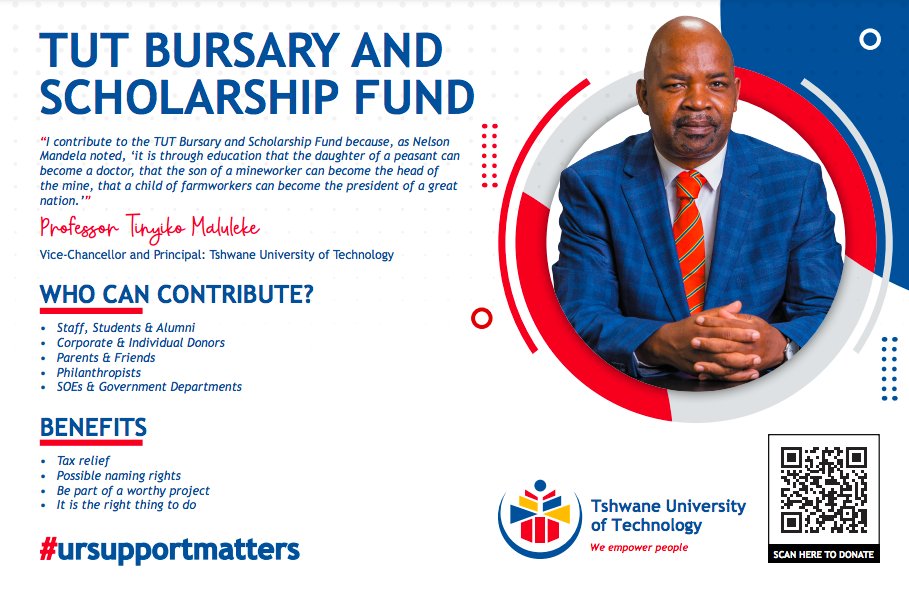 TUT BURSARY AND
SCHOLARSHIP FUND
“I contribute to the TUT Bursary and Scholarship Fund because, as Nelson
Mandela noted, ‘it is through education that the daughter of a peasant can
become a doctor, that the son of a mineworker can become the head of
the mine, that a child of farmworkers can become the president of a great
nation.’”
Professor Tinyiko Maluleke
Vice-Chancellor and Principal: Tshwane University of Technology
WHO CAN CONTRIBUTE?
• Staff, Students & Alumni
• Corporate & Individual Donors
• Parents & Friends
• Philanthropists
• SOEs & Government Departments
BENEFITS
• Tax relief
• Possible naming rights
• Be part of a worthy project
• It is the right thing to do
#ursupportmatters
Tshwane University
of Technology
We empower people
SCAN HERE TO DONATE